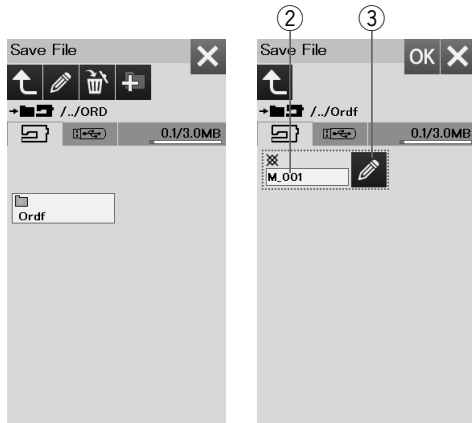 ② ③
Save File
/../ORD
0.1/3.0MB
Ordf
Save File
OK
/../Ordf
0.1/3.0MB
M_001